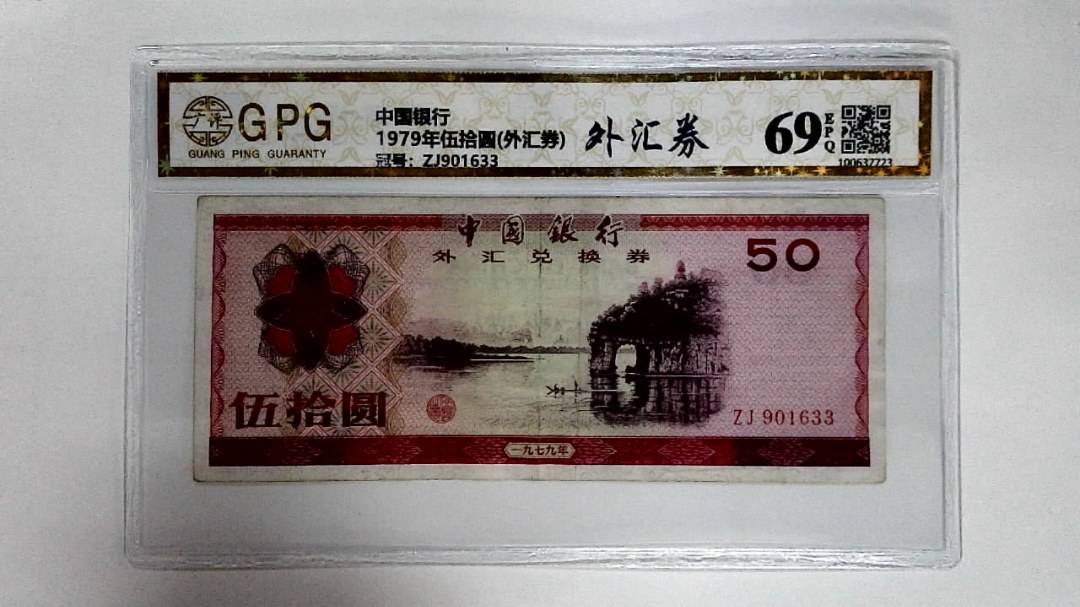 广评
GPG
GUANG PING GUARANTY
中国银行
1979年伍拾圆(外汇券)
冠号: ZJ901633
外汇券
69
EPQ
100637723
中国银行
外汇兑换券
50
伍拾圆
ZJ 901633
一九七九年